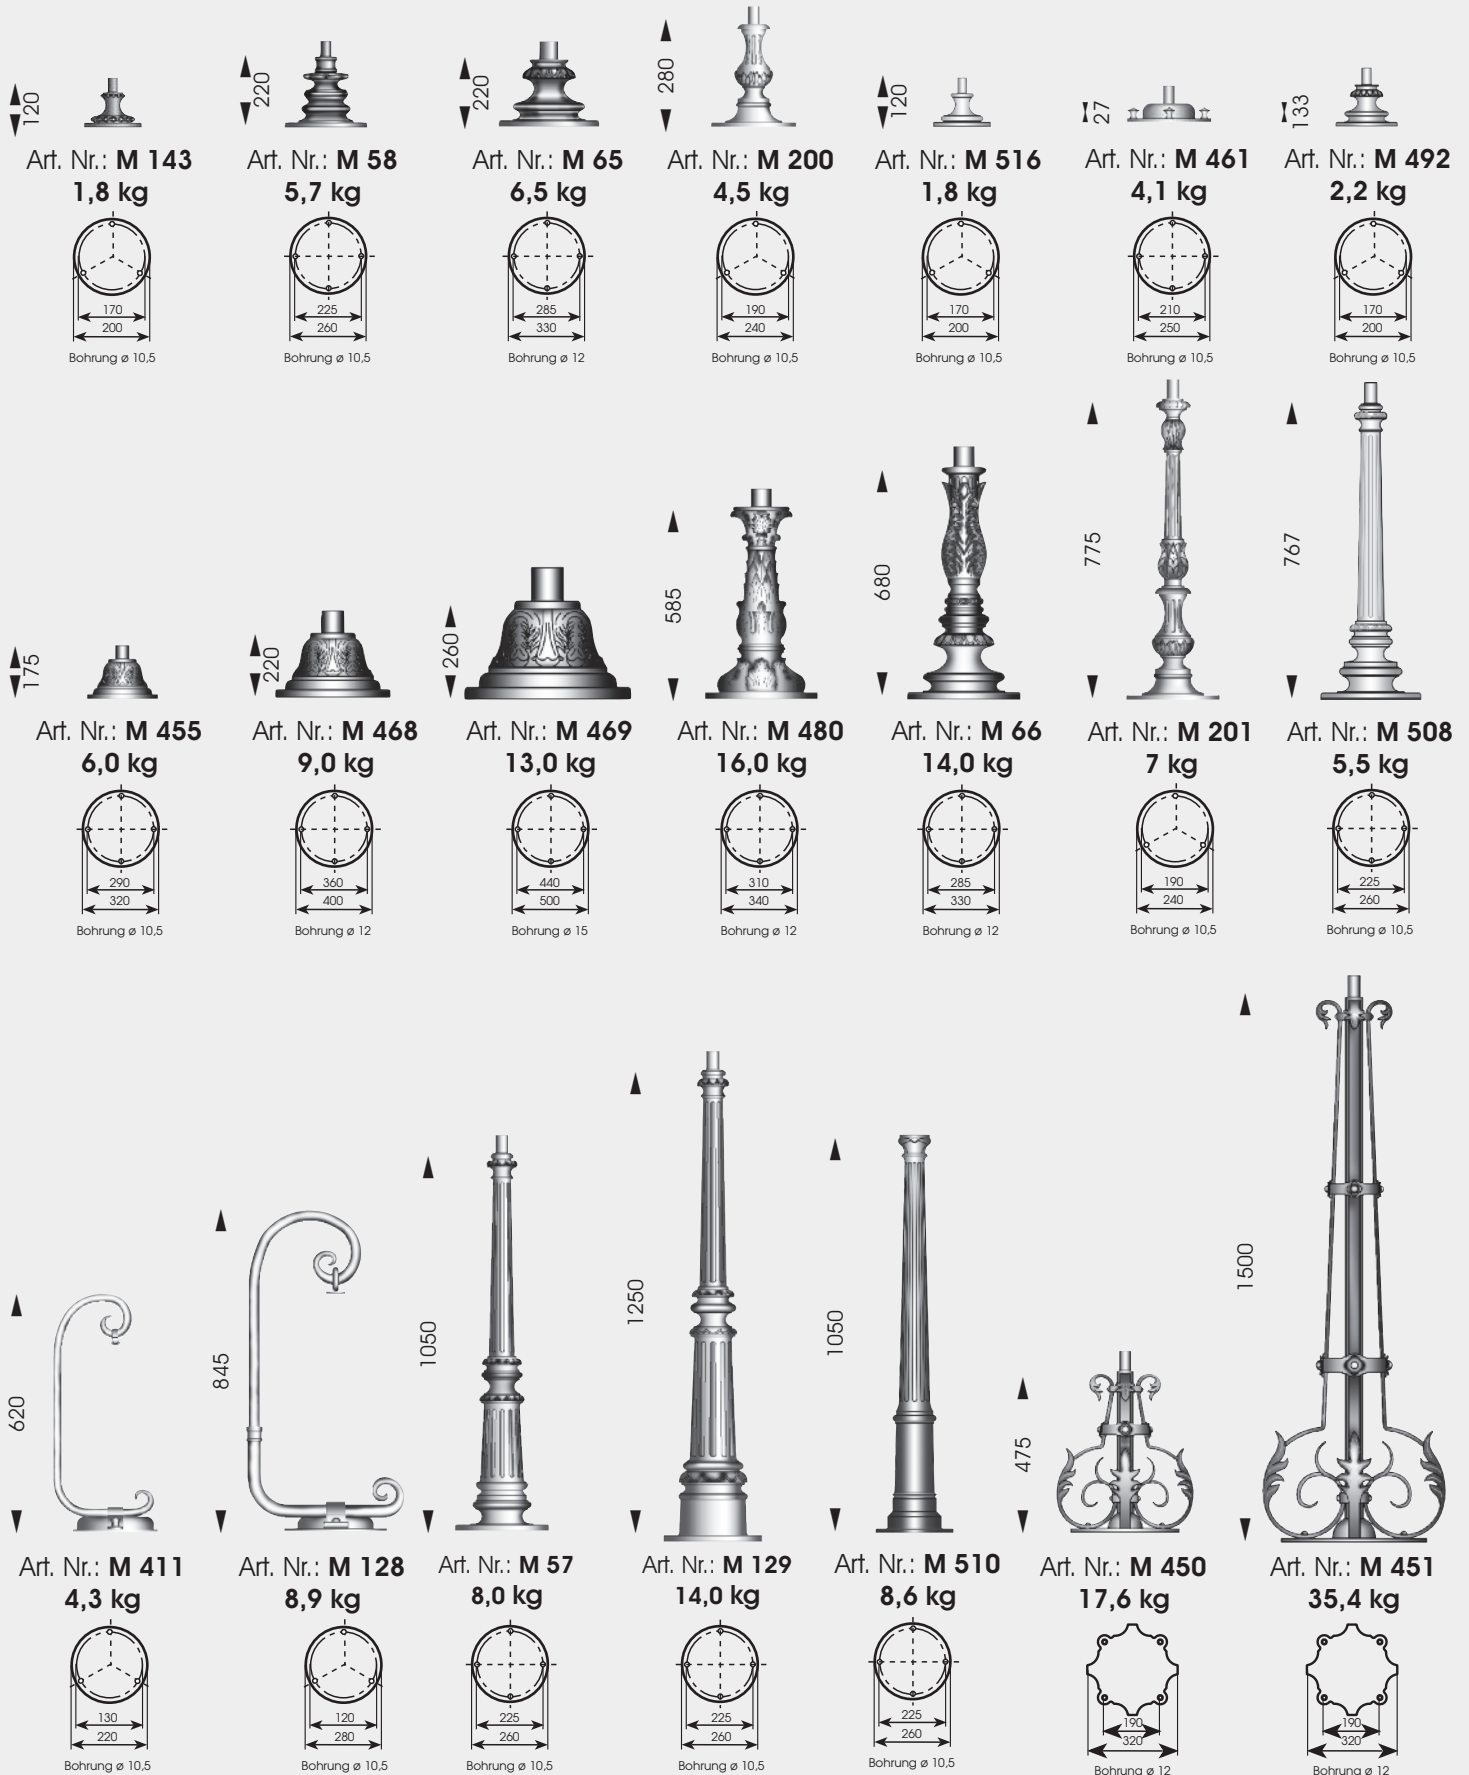 120
Art. Nr.: M 143
1,8 kg
170
200
Bohrung ø 10,5
220
Art. Nr.: M 58
5,7 kg
225
260
Bohrung ø 10,5
220
Art. Nr.: M 65
6,5 kg
285
330
Bohrung ø 12
280
Art. Nr.: M 200
4,5 kg
190
240
Bohrung ø 10,5
120
Art. Nr.: M 516
1,8 kg
170
200
Bohrung ø 10,5
27
Art. Nr.: M 461
4,1 kg
210
250
Bohrung ø 10,5
133
Art. Nr.: M 492
2,2 kg
170
200
Bohrung ø 10,5
175
Art. Nr.: M 455
6,0 kg
290
320
Bohrung ø 10,5
220
Art. Nr.: M 468
9,0 kg
360
400
Bohrung ø 12
260
Art. Nr.: M 469
13,0 kg
440
500
Bohrung ø 15
585
Art. Nr.: M 480
16,0 kg
310
340
Bohrung ø 12
680
Art. Nr.: M 66
14,0 kg
285
330
Bohrung ø 12
775
Art. Nr.: M 201
7 kg
190
240
Bohrung ø 10,5
767
Art. Nr.: M 508
5,5 kg
225
260
Bohrung ø 10,5
620
Art. Nr.: M 411
4,3 kg
130
220
Bohrung ø 10,5
845
Art. Nr.: M 128
8,9 kg
120
280
Bohrung ø 10,5
1050
Art. Nr.: M 57
8,0 kg
225
260
Bohrung ø 10,5
1250
Art. Nr.: M 129
14,0 kg
225
260
Bohrung ø 10,5
1050
Art. Nr.: M 510
8,6 kg
225
260
Bohrung ø 10,5
475
Art. Nr.: M 450
17,6 kg
190
320
Bohrung ø 12
1500
Art. Nr.: M 451
35,4 kg
190
320
Bohrung ø 12